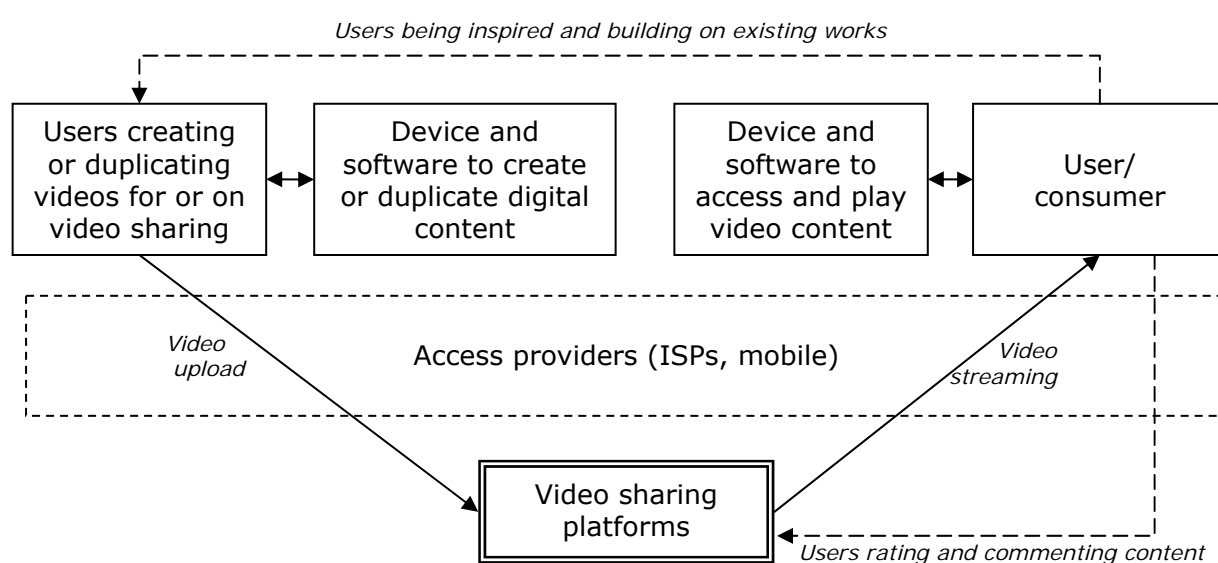 Users being inspired and building on existing works
Users creating
or duplicating
videos for or on
video sharing
Device and
software to create
or duplicate digital
content
Device and
software to
access and play
video content
User/
consumer
Video
upload
Access providers (ISPs, mobile)
Video
streaming
Video sharing
platforms
Users rating and commenting content